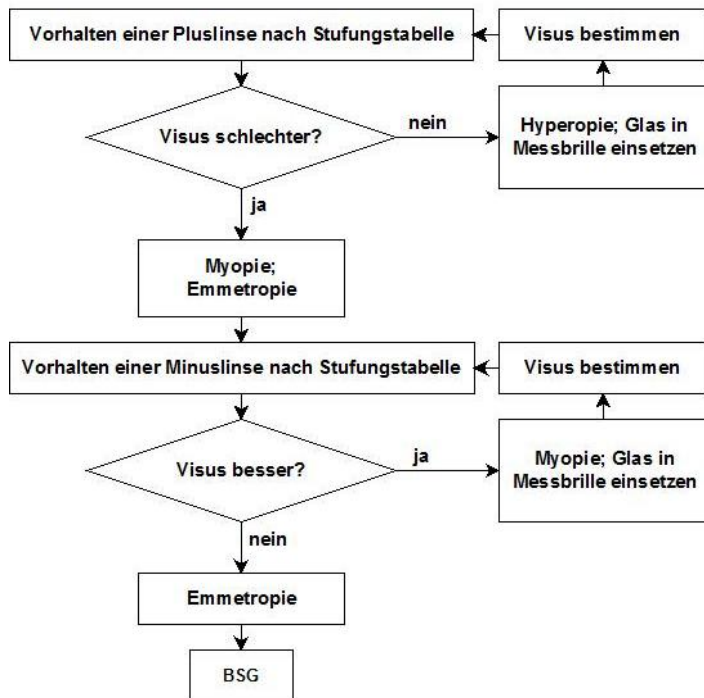 Vorhalten einer Pluslinse nach Stufungstabelle
Visus bestimmen
Visus schlechter?
nein
Hyperopie; Glas in
Messbrille einsetzen
ja
Myopie;
Emmetropie
Vorhalten einer Minuslinse nach Stufungstabelle
Visus bestimmen
Visus besser?
ja
Myopie; Glas in
Messbrille einsetzen
nein
Emmetropie
BSG